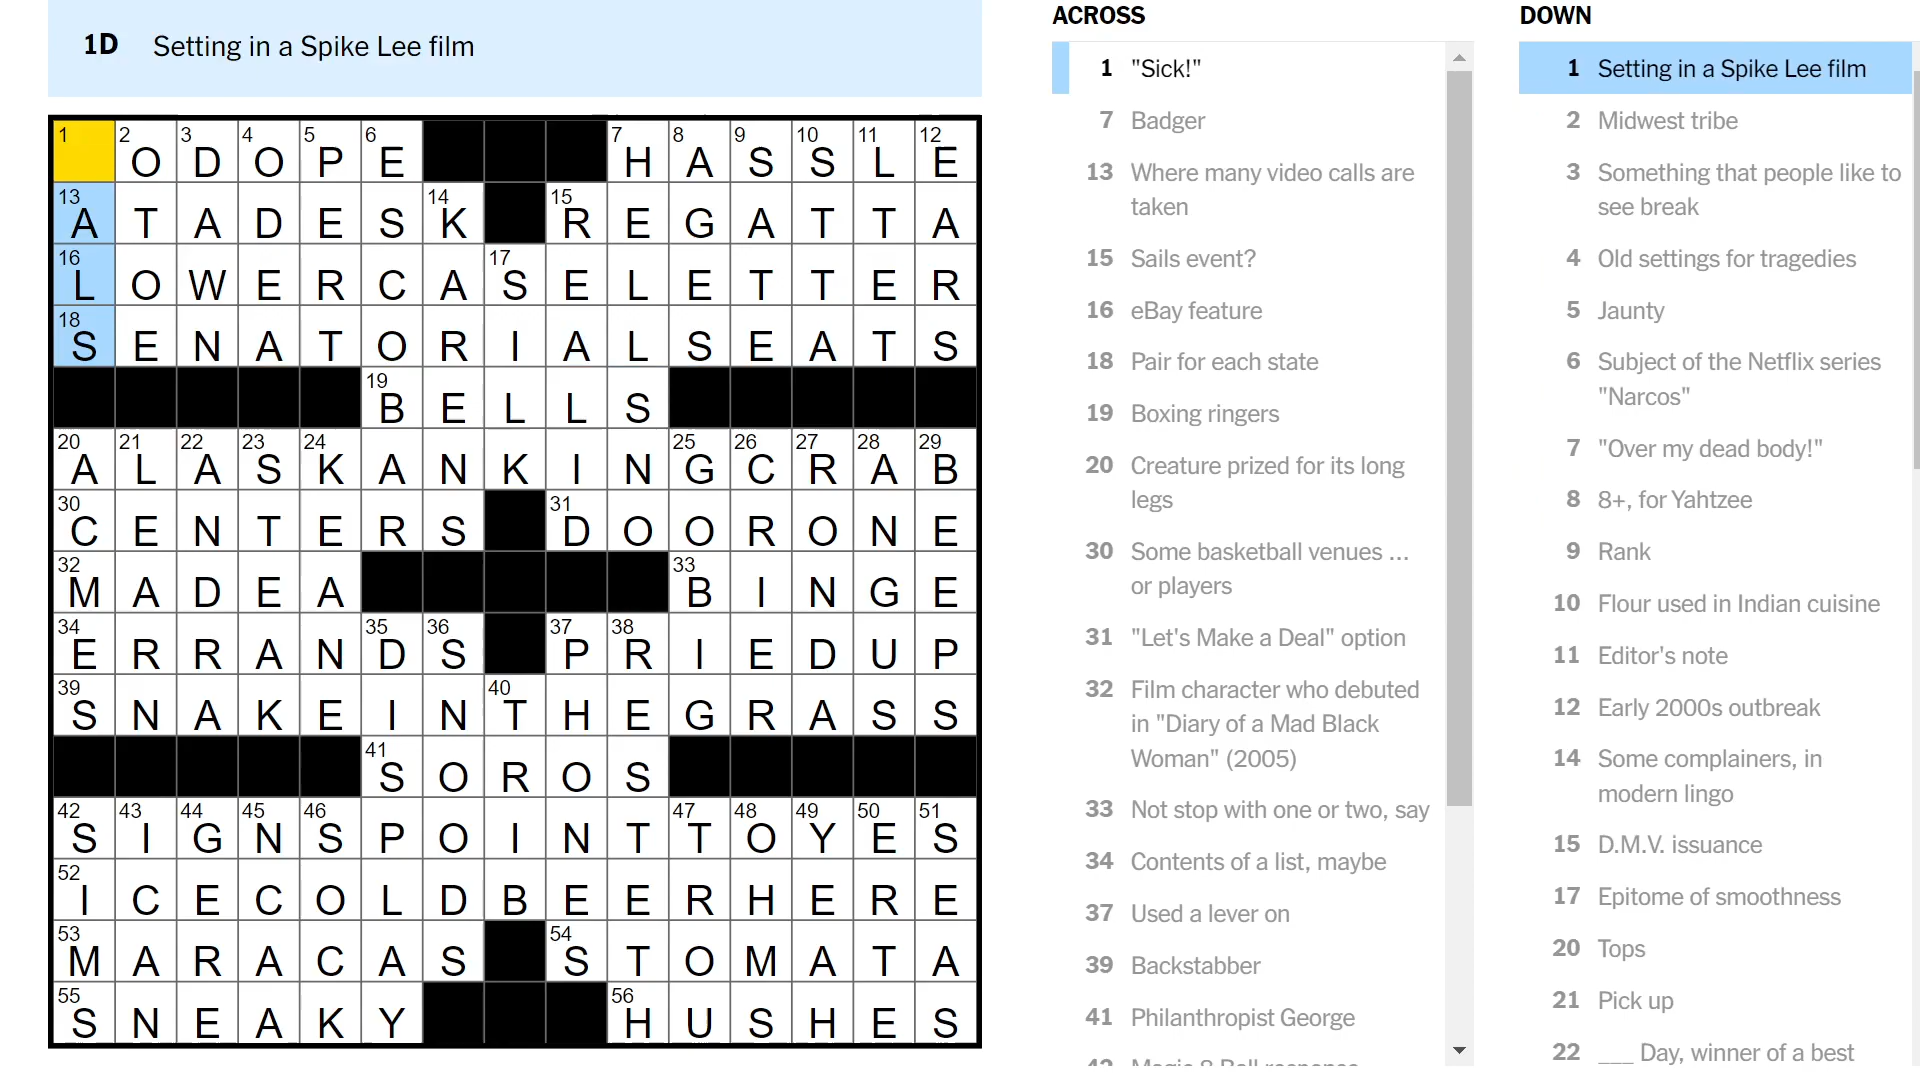 1D Setting in a Spike Lee film
1 2 3 4 5 6 7 8 9 10 11 12
O D O P E H A S S L E
13 14 15
A T A D E S K R E G A T T A
16 17
L O W E R C A S E L E T T E R
18
S E N A T O R I A L S E A T S
19
B E L L S
20 21 22 23 24 25 26 27 28 29
A L A S K A N K I N G C R A B
30 31
C E N T E R S D O O R O N E
32 33
M A D E A B I N G E
34 35 36 37 38
E R R A N D S P R I E D U P
39 40
S N A K E I N T H E G R A S S
41
S O R O S
42 43 44 45 46 47 48 49 50 51
S I G N S P O I N T T O Y E S
52
I C E C O L D B E E R H E R E
53 54
M A R A C A S S T O M A T A
55 56
S N E A K Y H U S H E S
ACROSS
1 "Sick!"
7 Badger
13 Where many video calls are
taken
15 Sails event?
16 eBay feature
18 Pair for each state
19 Boxing ringers
20 Creature prized for its long
legs
30 Some basketball venues ...
or players
31 "Let's Make a Deal" option
32 Film character who debuted
in "Diary of a Mad Black
Woman" (2005)
33 Not stop with one or two, say
34 Contents of a list, maybe
37 Used a lever on
39 Backstabber
41 Philanthropist George
42 Magic 8 Ball response
DOWN
1 Setting in a Spike Lee film
2 Midwest tribe
3 Something that people like to
see break
4 Old settings for tragedies
5 Jaunty
6 Subject of the Netflix series
"Narcos"
7 "Over my dead body!"
8 8+, for Yahtzee
9 Rank
10 Flour used in Indian cuisine
11 Editor's note
12 Early 2000s outbreak
14 Some complainers, in
modern lingo
15 D.M.V. issuance
17 Epitome of smoothness
20 Tops
21 Pick up
22 ___ Day, winner of a best